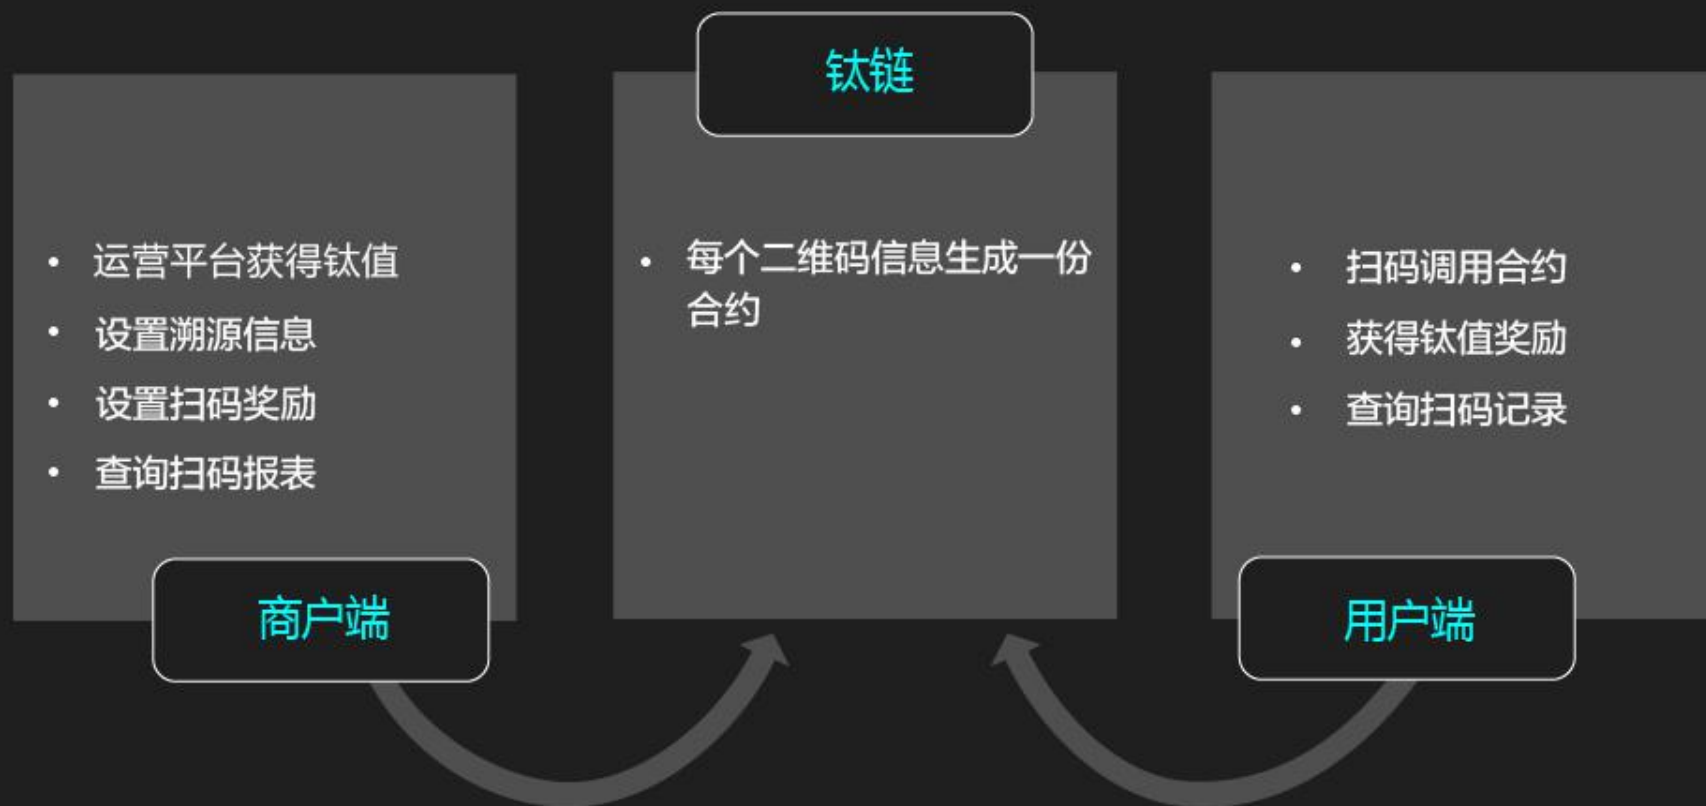 钛链
运营平台获得钛值
设置溯源信息
设置扫码奖励
查询扫码报表
商户端
每个二维码信息生成一份
合约
扫码调用合约
获得钛值奖励
查询扫码记录
用户端